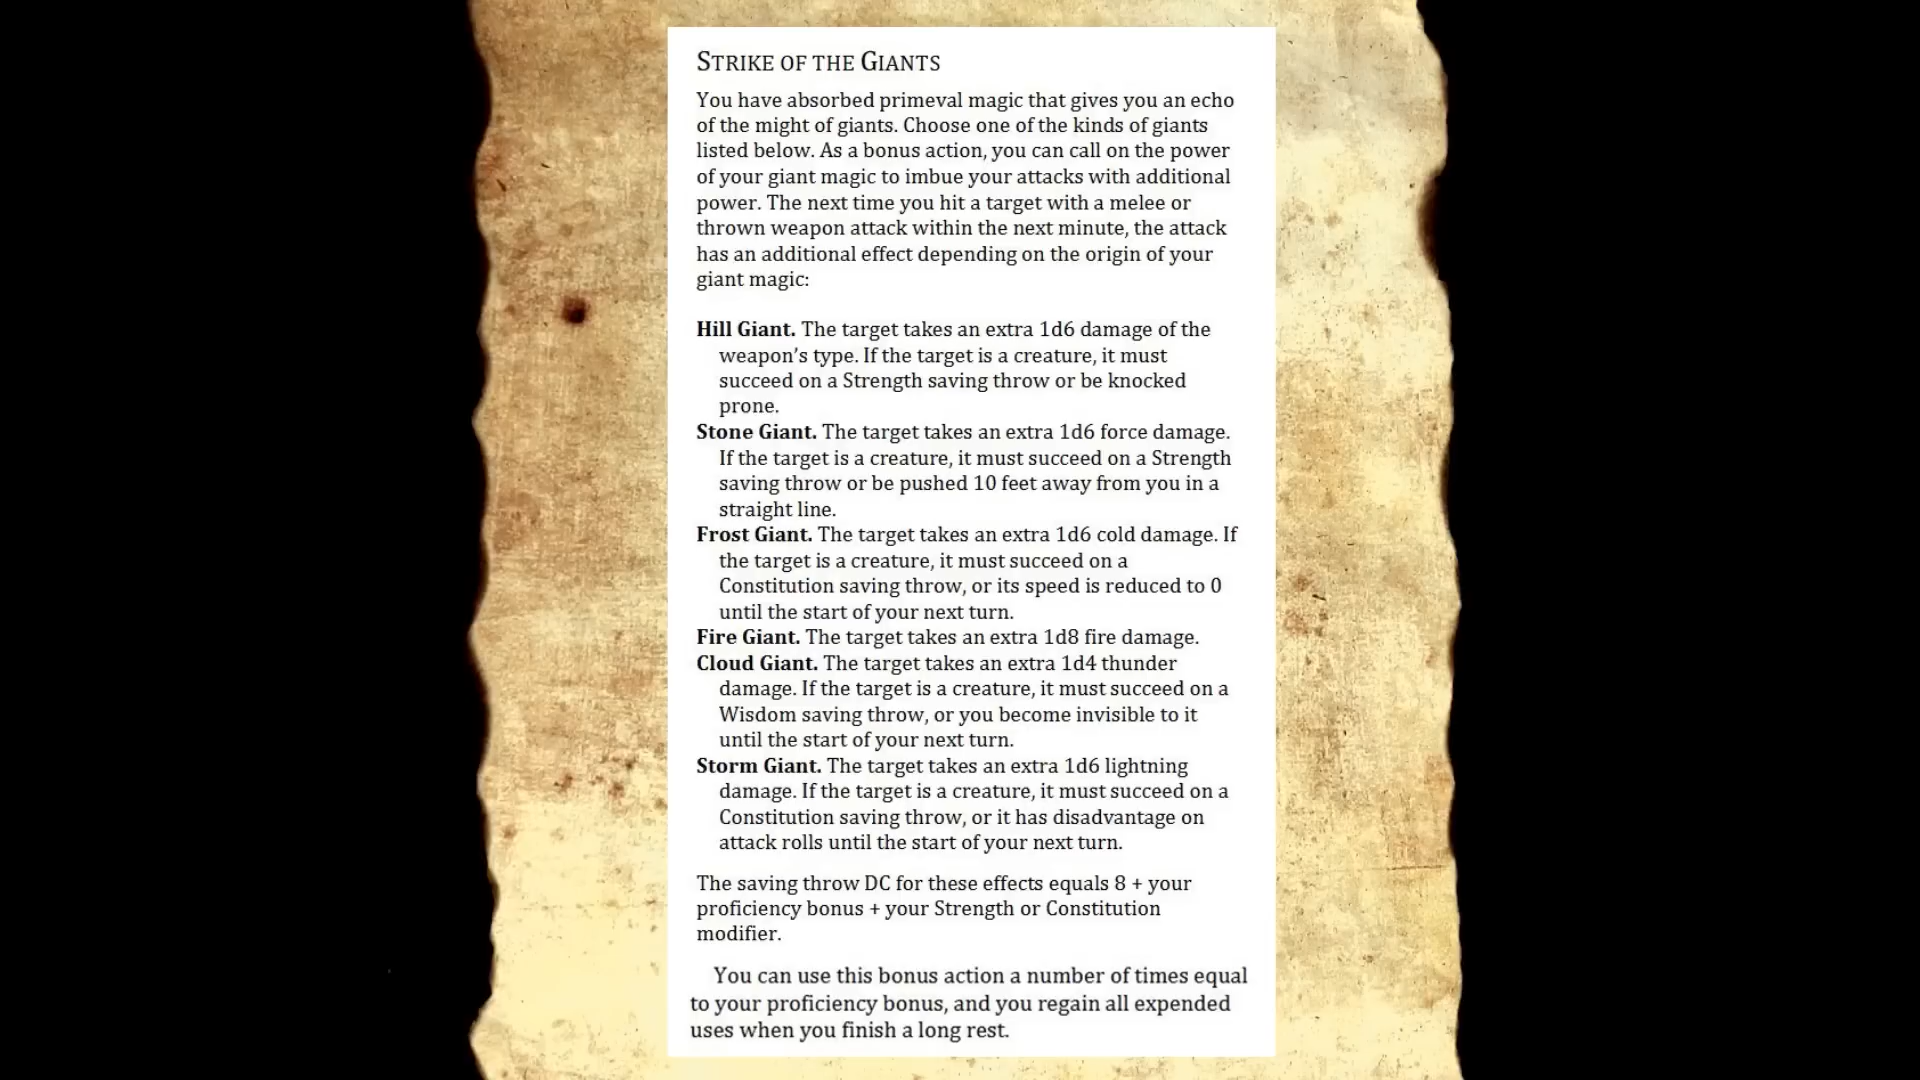 STRIKE OF THE GIANTS
You have absorbed primeval magic that gives you an echo
of the might of giants. Choose one of the kinds of giants
listed below. As a bonus action, you can call on the power
of your giant magic to imbue your attacks with additional
power. The next time you hit a target with a melee or
thrown weapon attack within the next minute, the attack
has an additional effect depending on the origin of your
giant magic:
Hill Giant. The target takes an extra 1d6 damage of the
weapon's type. If the target is a creature, it must
succeed on a Strength saving throw or be knocked
prone.
Stone Giant. The target takes an extra 1d6 force damage.
If the target is a creature, it must succeed on a Strength
saving throw or be pushed 10 feet away from you in a
straight line.
Frost Giant. The target takes an extra 1d6 cold damage. If
the target is a creature, it must succeed on a
Constitution saving throw, or its speed is reduced to 0
until the start of your next turn.
Fire Giant. The target takes an extra 1d8 fire damage.
Cloud Giant. The target takes an extra 1d4 thunder
damage. If the target is a creature, it must succeed on a
Wisdom saving throw, or you become invisible to it
until the start of your next turn.
Storm Giant. The target takes an extra 1d6 lightning
damage. If the target is a creature, it must succeed on a
Constitution saving throw, or it has disadvantage on
attack rolls until the start of your next turn.
The saving throw DC for these effects equals 8 + your
proficiency bonus + your Strength or Constitution
modifier.
You can use this bonus action a number of times equal
to your proficiency bonus, and you regain all expended
uses when you finish a long rest.